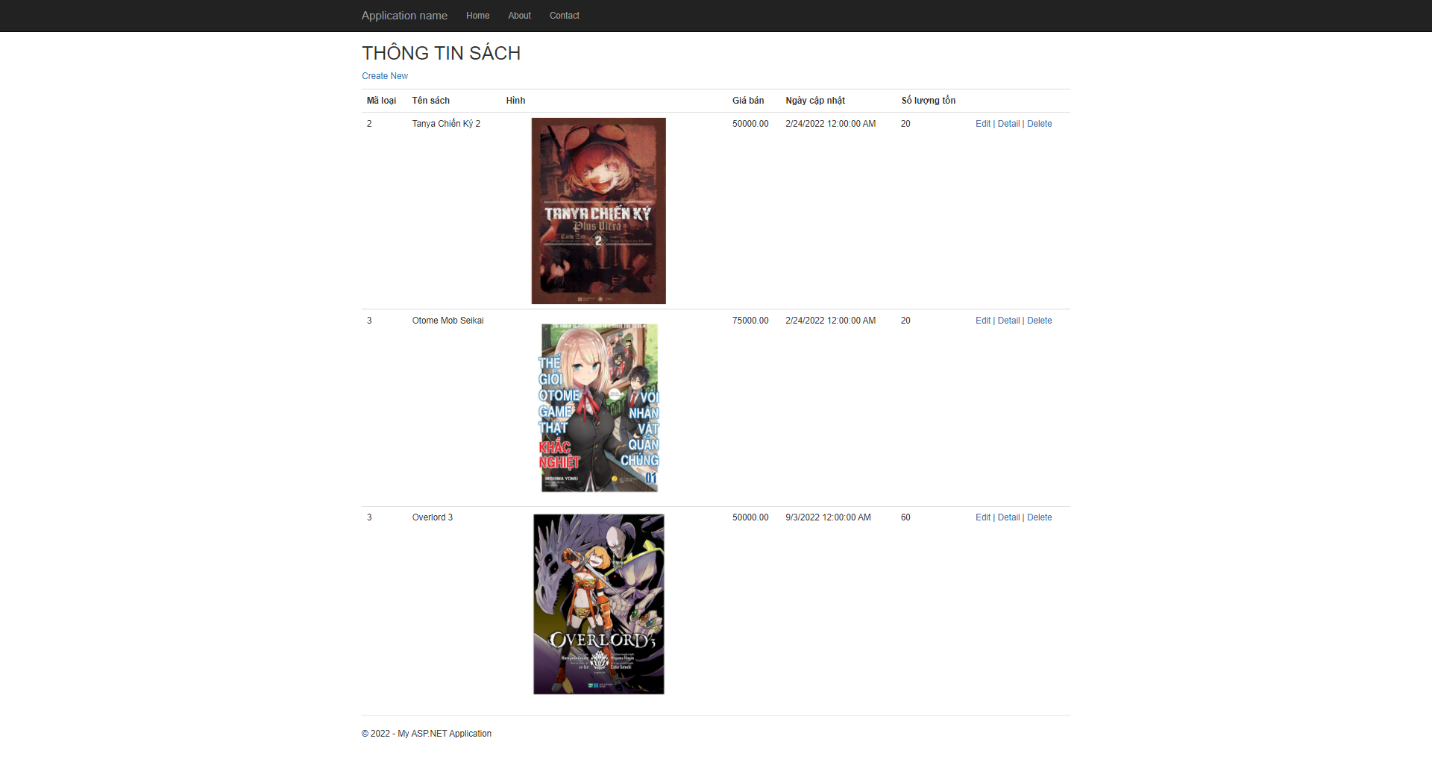 Application name Home About Contact
THÔNG TIN SÁCH
Create New
Mã loại Tên sách Hình Giá bán Ngày cập nhật Số lượng tồn
2 Tanya Chiến Ký 2 50000.00 2/24/2022 12:00:00 AM 20 Edit | Detail | Delete
TANYA CHIẾN KÝ
Plus Ultra
2
3 Otome Mob Seikai 75000.00 2/24/2022 12:00:00 AM 20 Edit | Detail | Delete
THẾ
GIỚI
OTOME
GAME
THẬT
KHẮC
NGHIỆT
VỚI
NHÂN
VẬT
QUẦN
CHÚNG
01
3 Overlord 3 50000.00 9/3/2022 12:00:00 AM 60 Edit | Detail | Delete
OVERLORD 3
© 2022 - My ASP.NET Application